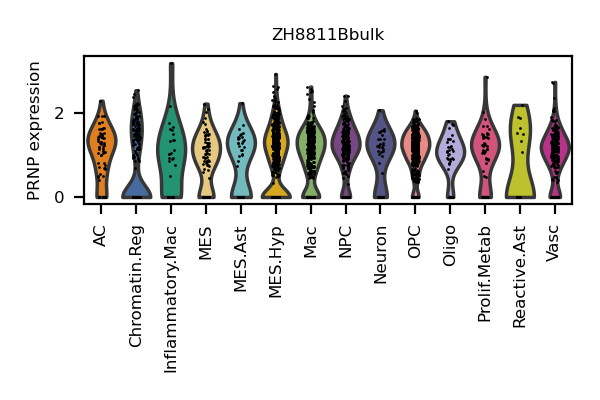 ZH8811Bbulk
PRNP expression
2
0
AC
Chromatin.Reg
Inflammatory.Mac
MES
MES.Ast
MES.Hyp
Mac
NPC
Neuron
OPC
Oligo
Prolif.Metab
Reactive.Ast
Vasc